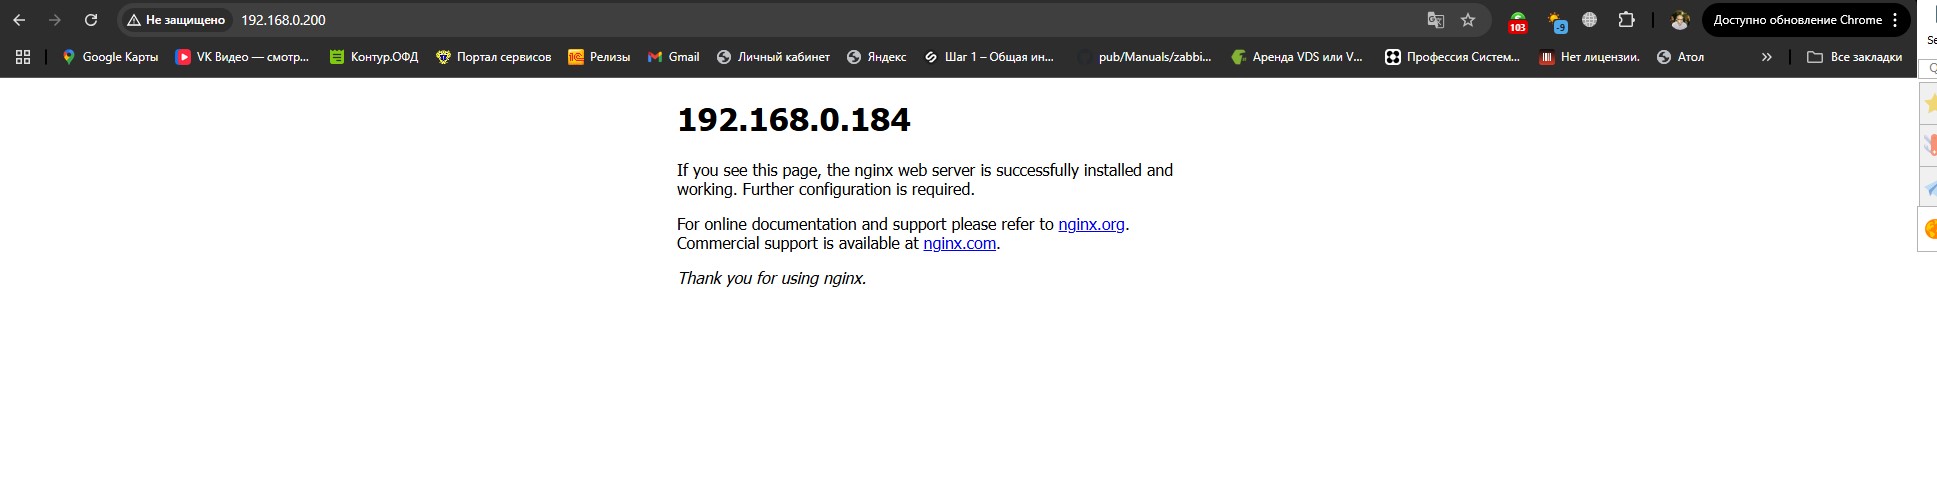 Не защищено 192.168.0.200 103 -9 Доступно обновление Chrome
Google Карты VK Видео — смотр... Контур.ОФД Портал сервисов 1С Релизы Gmail Личный кабинет Яндекс Шаг 1 – Общая ин... pub/Manuals/zabbi... Аренда VDS или V... Профессия Систем... Нет лицензии. Атол » Все закладки
192.168.0.184
If you see this page, the nginx web server is successfully installed and
working. Further configuration is required.
For online documentation and support please refer to nginx.org.
Commercial support is available at nginx.com.
Thank you for using nginx.